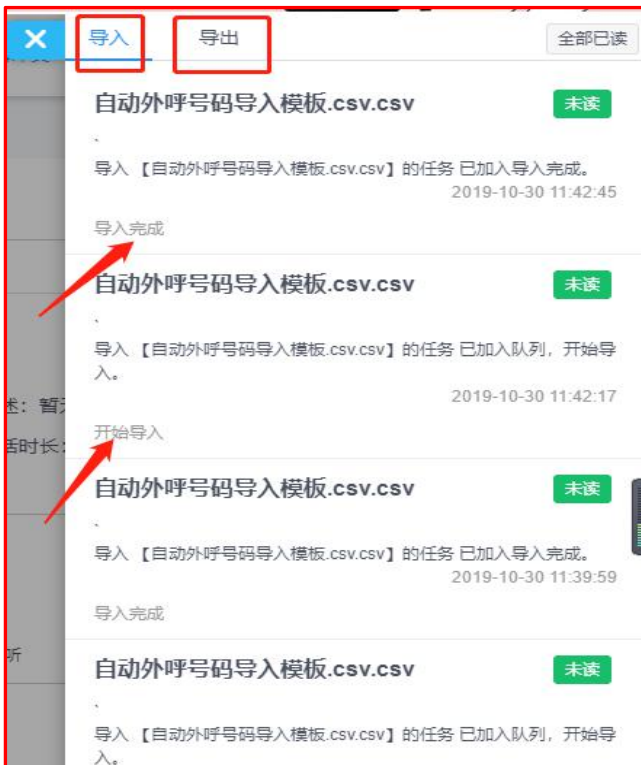 导入 导出 全部已读
自动外呼号码导入模板.csv.csv 未读
.
导入 【自动外呼号码导入模板.csv.csv】的任务 已加入导入完成。
2019-10-30 11:42:45
导入完成
自动外呼号码导入模板.csv.csv 未读
.
导入 【自动外呼号码导入模板.csv.csv】的任务 已加入队列，开始导
入。
2019-10-30 11:42:17
述：暂
开始导入
话时长：
自动外呼号码导入模板.csv.csv 未读
.
导入 【自动外呼号码导入模板.csv.csv】的任务 已加入导入完成。
2019-10-30 11:39:59
导入完成
听
自动外呼号码导入模板.csv.csv 未读
.
导入 【自动外呼号码导入模板.csv.csv】的任务 已加入队列，开始导
入。